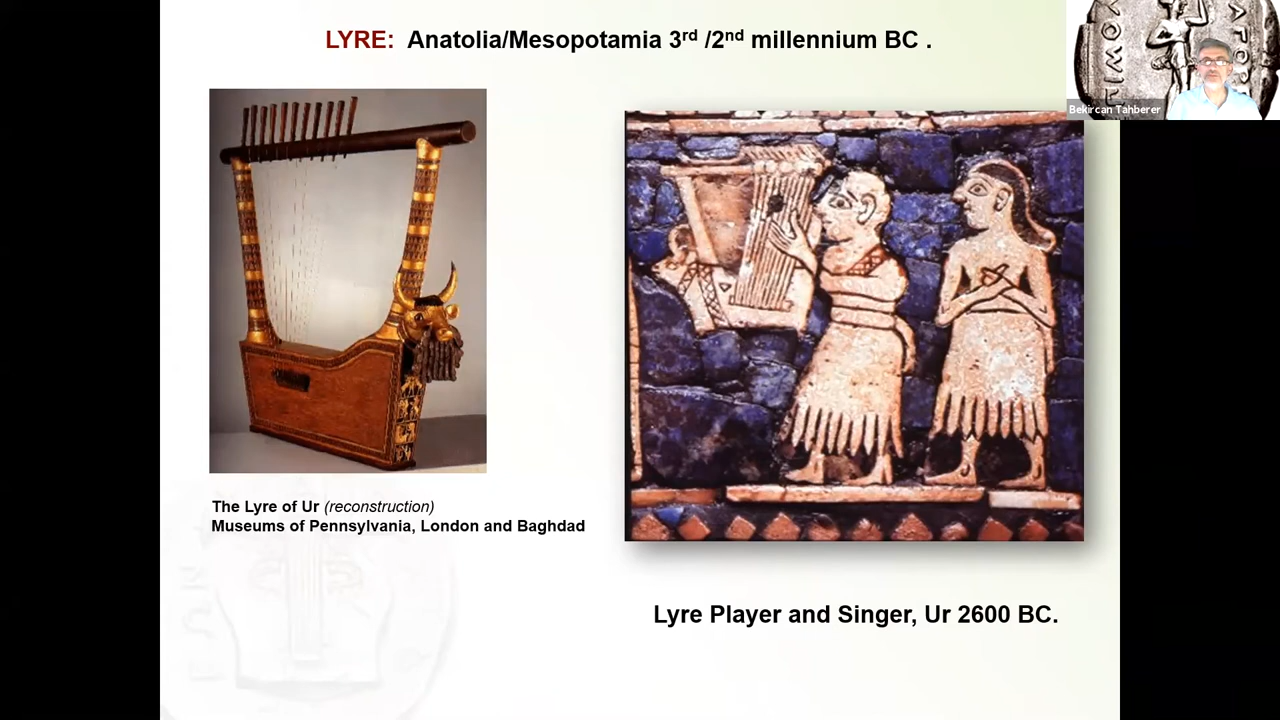 LYRE: Anatolia/Mesopotamia 3rd /2nd millennium BC .
Bekircan Tahberer
The Lyre of Ur (reconstruction)
Museums of Pennsylvania, London and Baghdad
Lyre Player and Singer, Ur 2600 BC.